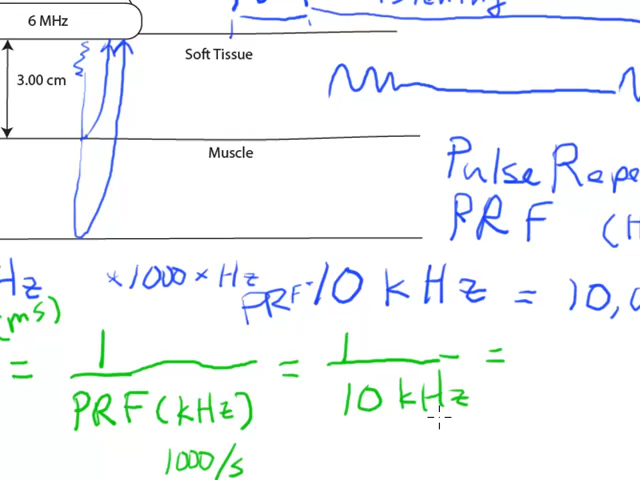 6 MHz
Soft Tissue
3.00 cm
Muscle
Pulse Repe
PRF (H
Hz *1000 * Hz PRF=10 kHz = 10,0
(ms)
= 1 / PRF (kHz) = 1 / 10 kHz =
1000/s